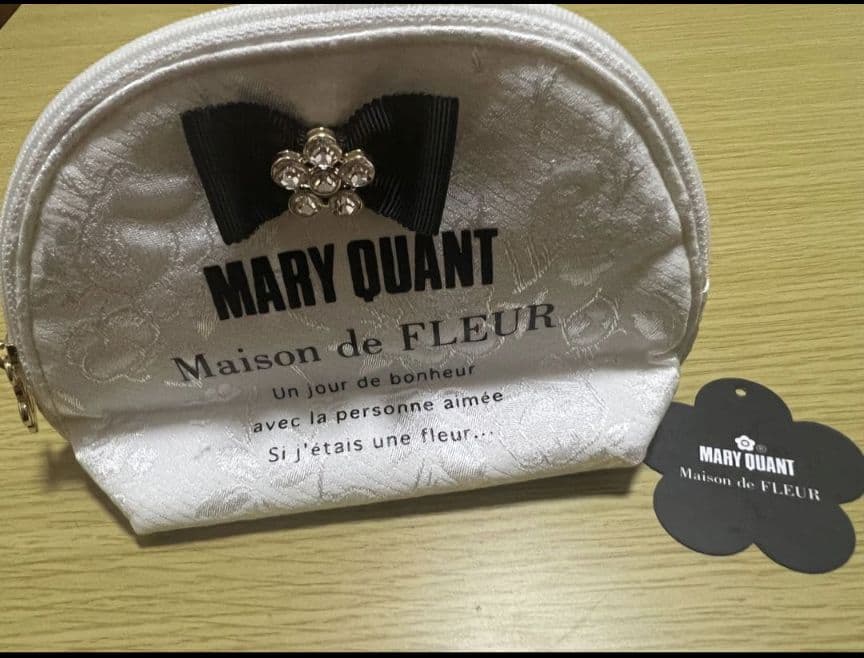 MARY QUANT
Maison de FLEUR
Un jour de bonheur
avec la personne aimée
Si j'étais une fleur...
MARY QUANT
Maison de FLEUR